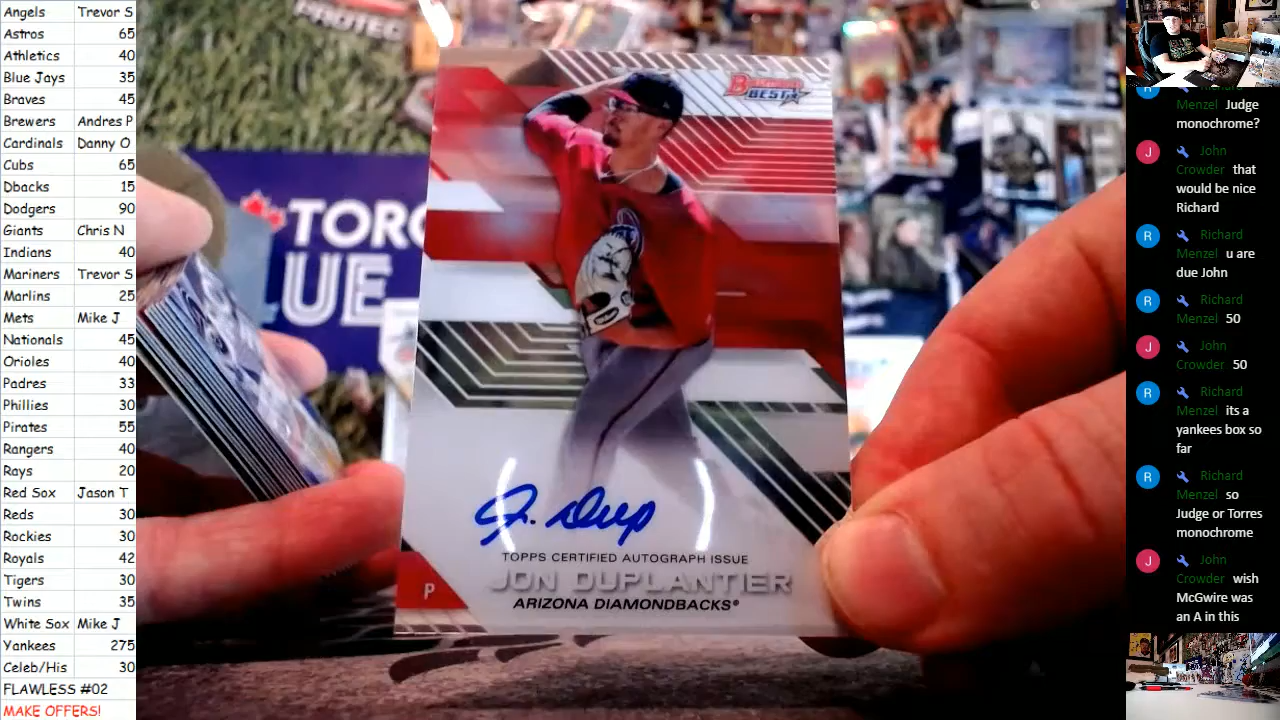 Angels Trevor S
Astros 65
Athletics 40
Blue Jays 35
Braves 45
Brewers Andres P
Cardinals Danny O
Cubs 65
Dbacks 15
Dodgers 90
Giants Chris N
Indians 40
Mariners Trevor S
Marlins 25
Mets Mike J
Nationals 45
Orioles 40
Padres 33
Phillies 30
Pirates 55
Rangers 40
Rays 20
Red Sox Jason T
Reds 30
Rockies 30
Royals 42
Tigers 30
Twins 35
White Sox Mike J
Yankees 275
Celeb/His 30
FLAWLESS #02
MAKE OFFERS!
PROTEC
TORO
LUE
BOWMAN'S
BEST
J. Dup
TOPPS CERTIFIED AUTOGRAPH ISSUE
JON DUPLANTIER
P
ARIZONA DIAMONDBACKS®
R Richard
Menzel Judge
monochrome?
J John
Crowder that
would be nice
Richard
R Richard
Menzel u are
due John
R Richard
Menzel 50
J John
Crowder 50
R Richard
Menzel its a
yankees box so
far
R Richard
Menzel so
Judge or Torres
monochrome
J John
Crowder wish
McGwire was
an A in this